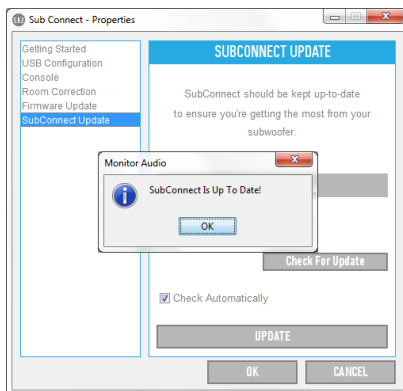 Sub Connect - Properties
Getting Started
USB Configuration
Console
Room Correction
Firmware Update
SubConnect Update
SUBCONNECT UPDATE
SubConnect should be kept up-to-date
to ensure you're getting the most from your
subwoofer.
Monitor Audio
SubConnect Is Up To Date!
OK
Check For Update
Check Automatically
UPDATE
OK
CANCEL